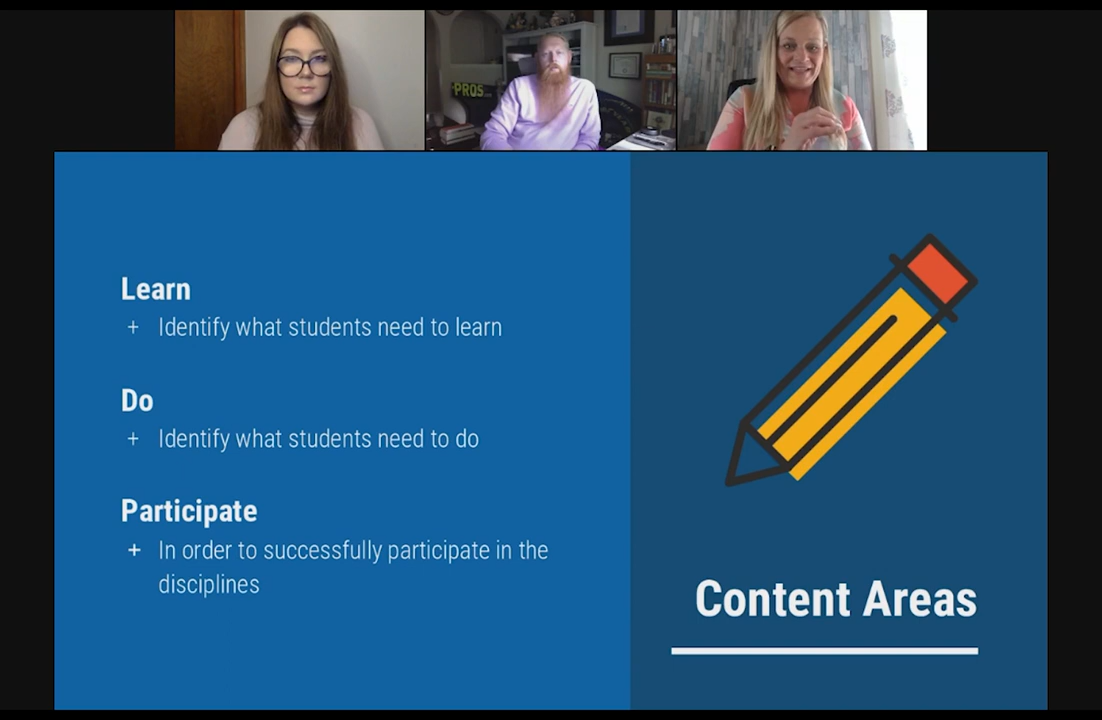 PROS
Learn
+ Identify what students need to learn
Do
+ Identify what students need to do
Participate
+ In order to successfully participate in the
disciplines
Content Areas